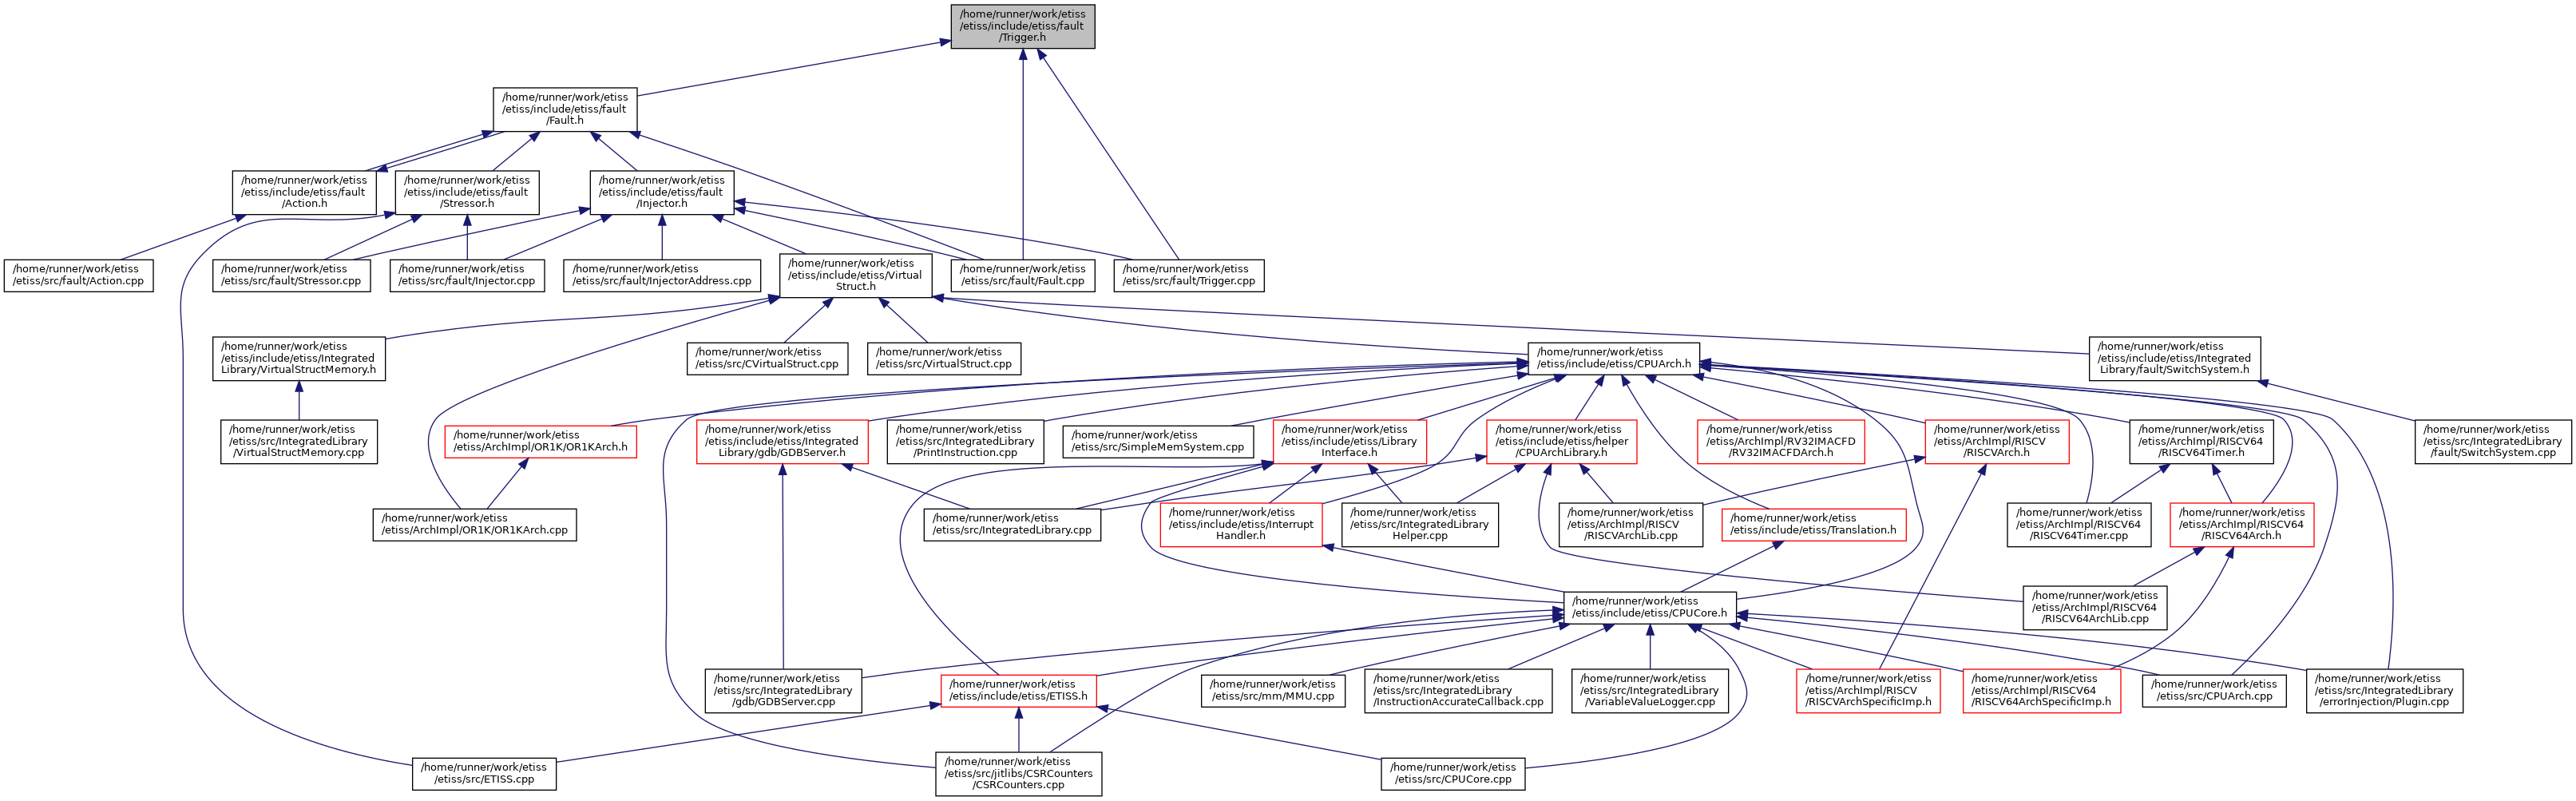 /home/runner/work/etiss
/etiss/include/etiss/fault
/Trigger.h
/home/runner/work/etiss
/etiss/include/etiss/fault
/Fault.h
/home/runner/work/etiss
/etiss/include/etiss/fault
/Action.h
/home/runner/work/etiss
/etiss/include/etiss/fault
/Stressor.h
/home/runner/work/etiss
/etiss/include/etiss/fault
/Injector.h
/home/runner/work/etiss
/etiss/src/fault/Action.cpp
/home/runner/work/etiss
/etiss/src/fault/Stressor.cpp
/home/runner/work/etiss
/etiss/src/fault/Injector.cpp
/home/runner/work/etiss
/etiss/src/fault/InjectorAddress.cpp
/home/runner/work/etiss
/etiss/include/etiss/Virtual
Struct.h
/home/runner/work/etiss
/etiss/src/fault/Fault.cpp
/home/runner/work/etiss
/etiss/src/fault/Trigger.cpp
/home/runner/work/etiss
/etiss/include/etiss/Integrated
Library/VirtualStructMemory.h
/home/runner/work/etiss
/etiss/src/CVirtualStruct.cpp
/home/runner/work/etiss
/etiss/src/VirtualStruct.cpp
/home/runner/work/etiss
/etiss/include/etiss/CPUArch.h
/home/runner/work/etiss
/etiss/include/etiss/Integrated
Library/fault/SwitchSystem.h
/home/runner/work/etiss
/etiss/src/IntegratedLibrary
/VirtualStructMemory.cpp
/home/runner/work/etiss
/etiss/ArchImpl/OR1K/OR1KArch.h
/home/runner/work/etiss
/etiss/include/etiss/Integrated
Library/gdb/GDBServer.h
/home/runner/work/etiss
/etiss/src/IntegratedLibrary
/PrintInstruction.cpp
/home/runner/work/etiss
/etiss/src/SimpleMemSystem.cpp
/home/runner/work/etiss
/etiss/include/etiss/Library
Interface.h
/home/runner/work/etiss
/etiss/include/etiss/helper
/CPUArchLibrary.h
/home/runner/work/etiss
/etiss/ArchImpl/RV32IMACFD
/RV32IMACFDArch.h
/home/runner/work/etiss
/etiss/ArchImpl/RISCV
/RISCVArch.h
/home/runner/work/etiss
/etiss/ArchImpl/RISCV64
/RISCV64Timer.h
/home/runner/work/etiss
/etiss/src/IntegratedLibrary
/fault/SwitchSystem.cpp
/home/runner/work/etiss
/etiss/ArchImpl/OR1K/OR1KArch.cpp
/home/runner/work/etiss
/etiss/src/IntegratedLibrary.cpp
/home/runner/work/etiss
/etiss/include/etiss/Interrupt
Handler.h
/home/runner/work/etiss
/etiss/src/IntegratedLibrary
Helper.cpp
/home/runner/work/etiss
/etiss/ArchImpl/RISCV
/RISCVArchLib.cpp
/home/runner/work/etiss
/etiss/include/etiss/Translation.h
/home/runner/work/etiss
/etiss/ArchImpl/RISCV64
/RISCV64Timer.cpp
/home/runner/work/etiss
/etiss/ArchImpl/RISCV64
/RISCV64Arch.h
/home/runner/work/etiss
/etiss/include/etiss/CPUCore.h
/home/runner/work/etiss
/etiss/ArchImpl/RISCV64
/RISCV64ArchLib.cpp
/home/runner/work/etiss
/etiss/src/IntegratedLibrary
/gdb/GDBServer.cpp
/home/runner/work/etiss
/etiss/include/etiss/ETISS.h
/home/runner/work/etiss
/etiss/src/mm/MMU.cpp
/home/runner/work/etiss
/etiss/src/IntegratedLibrary
/InstructionAccurateCallback.cpp
/home/runner/work/etiss
/etiss/src/IntegratedLibrary
/VariableValueLogger.cpp
/home/runner/work/etiss
/etiss/ArchImpl/RISCV
/RISCVArchSpecificImp.h
/home/runner/work/etiss
/etiss/ArchImpl/RISCV64
/RISCV64ArchSpecificImp.h
/home/runner/work/etiss
/etiss/src/CPUArch.cpp
/home/runner/work/etiss
/etiss/src/IntegratedLibrary
/errorInjection/Plugin.cpp
/home/runner/work/etiss
/etiss/src/ETISS.cpp
/home/runner/work/etiss
/etiss/src/jitlibs/CSRCounters
/CSRCounters.cpp
/home/runner/work/etiss
/etiss/src/CPUCore.cpp